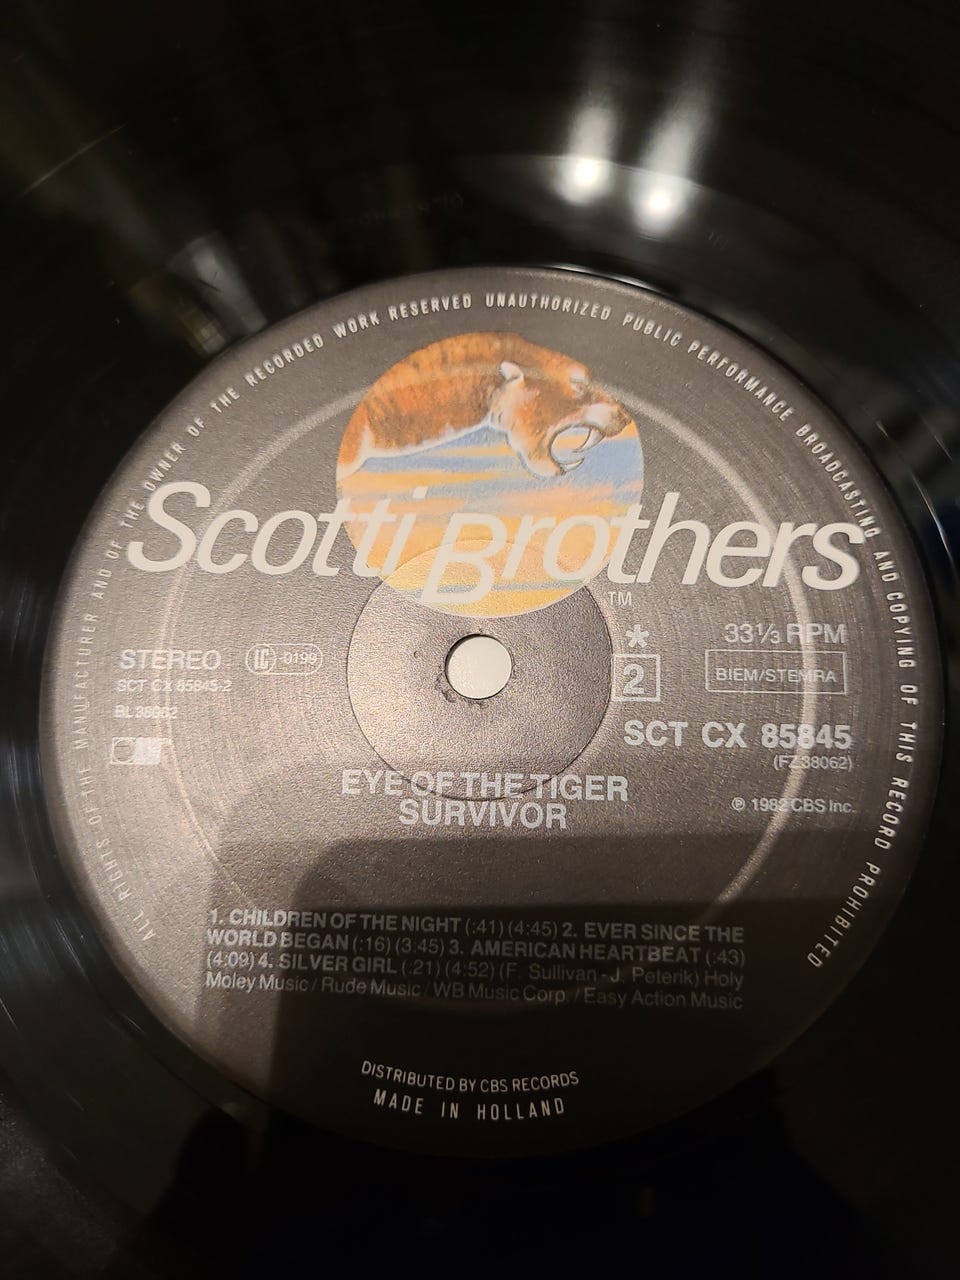 ALL RIGHTS OF THE MANUFACTURER AND OF THE OWNER OF THE RECORDED WORK RESERVED UNAUTHORIZED PUBLIC PERFORMANCE BROADCASTING AND COPYING OF THIS RECORD PROHIBITED
Scotti Brothers
TM
STEREO LC 0199
SCT CX 85845-2
BL 38062
*
2
33⅓ RPM
BIEM/STEMRA
SCT CX 85845
(FZ 38062)
EYE OF THE TIGER
SURVIVOR
℗ 1982 CBS Inc.
1. CHILDREN OF THE NIGHT (:41) (4:45) 2. EVER SINCE THE
WORLD BEGAN (:16) (3:45) 3. AMERICAN HEARTBEAT (:43)
(4:09) 4. SILVER GIRL (:21) (4:52) (F. Sullivan - J. Peterik) Holy
Moley Music / Rude Music / WB Music Corp. / Easy Action Music
DISTRIBUTED BY CBS RECORDS
MADE IN HOLLAND